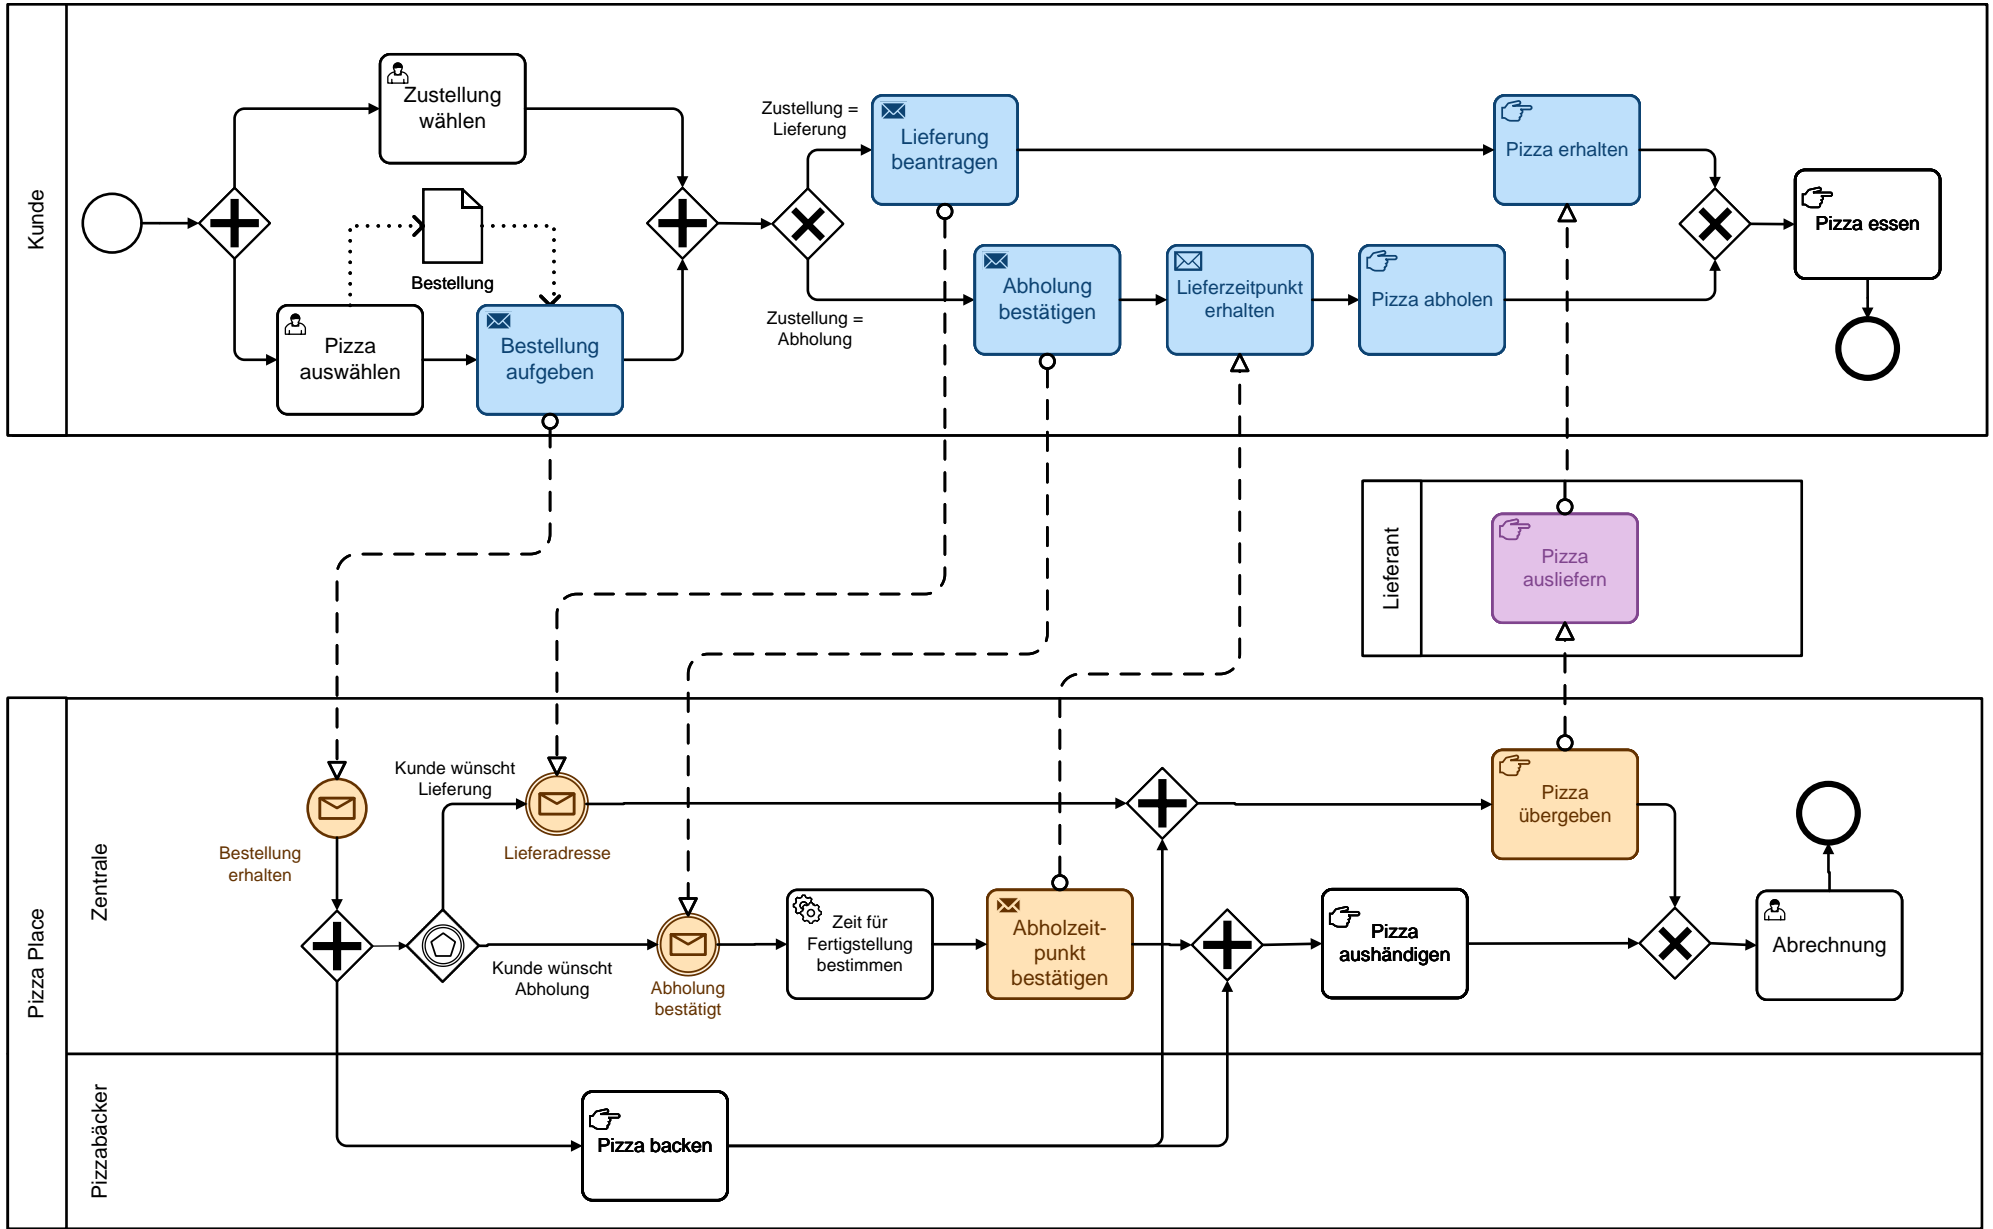 Kunde
Zustellung
wählen
Bestellung
Pizza
auswählen
Bestellung
aufgeben
Zustellung =
Lieferung
Zustellung =
Abholung
Lieferung
beantragen
Abholung
bestätigen
Lieferzeitpunkt
erhalten
Pizza abholen
Pizza erhalten
Pizza essen
Lieferant
Pizza
ausliefern
Pizza Place
Zentrale
Bestellung
erhalten
Kunde wünscht
Lieferung
Lieferadresse
Kunde wünscht
Abholung
Abholung
bestätigt
Zeit für
Fertigstellung
bestimmen
Abholzeit-
punkt
bestätigen
Pizza
aushändigen
Pizza
übergeben
Abrechnung
Pizzabäcker
Pizza backen